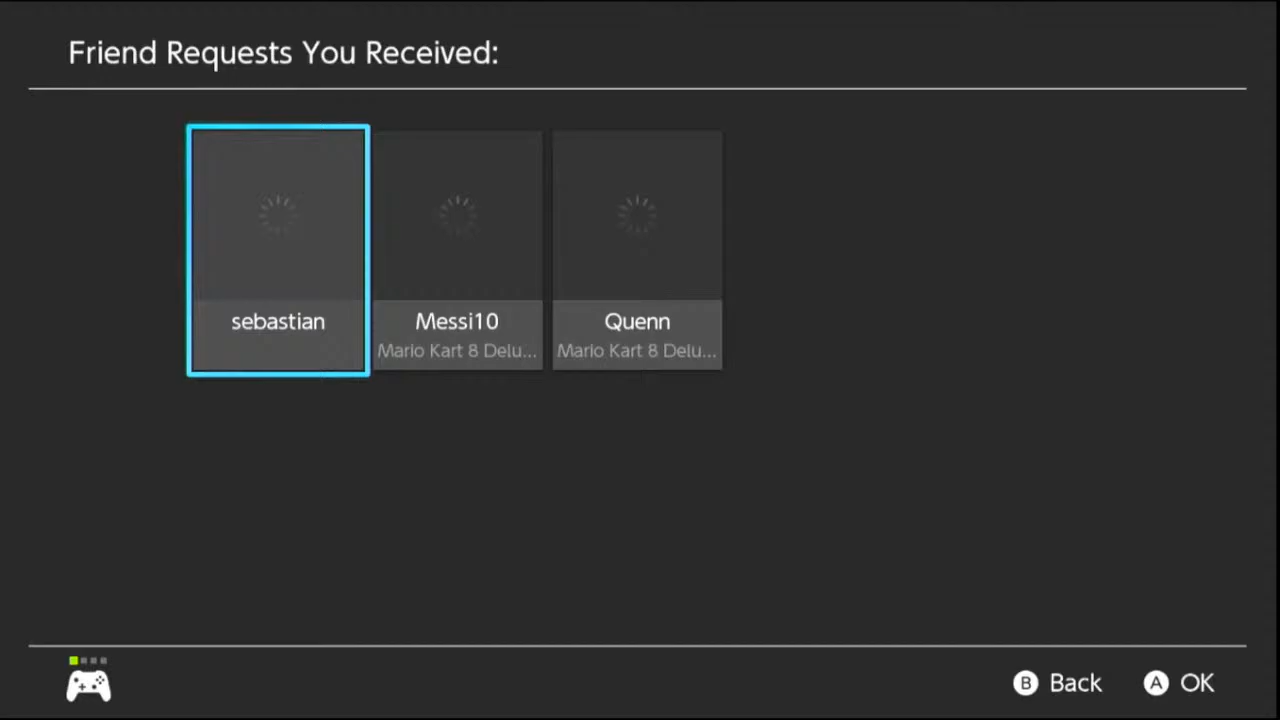 Friend Requests You Received:
sebastian
Messi10
Mario Kart 8 Delu...
Quenn
Mario Kart 8 Delu...
B Back
A OK